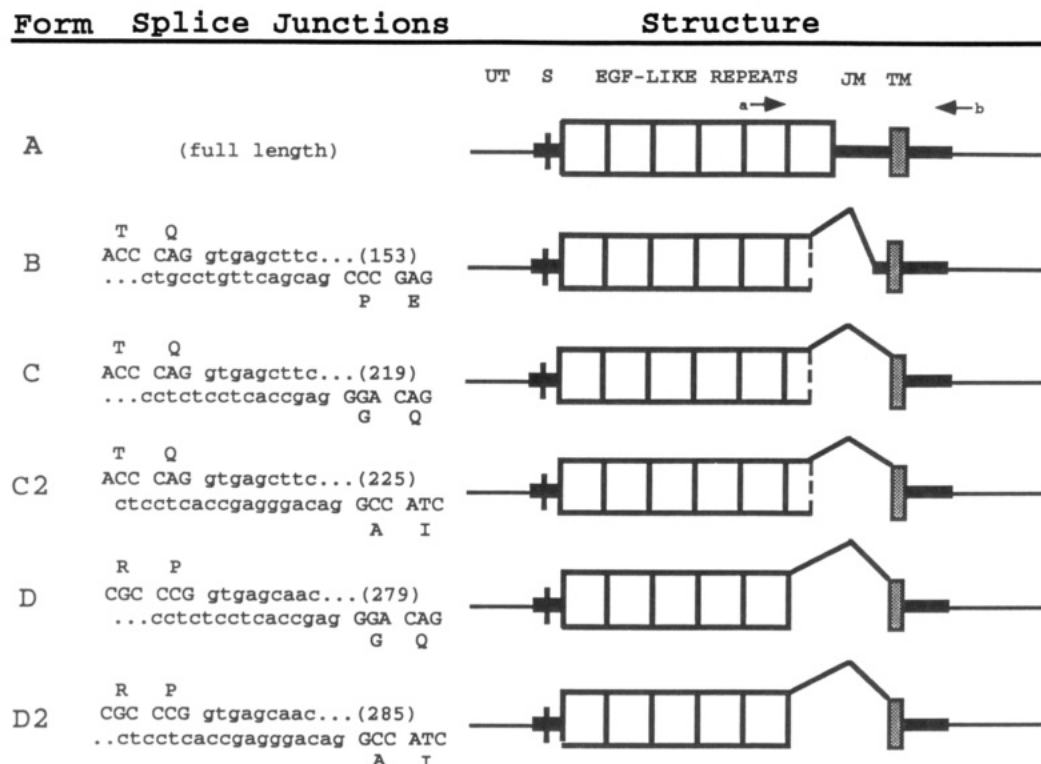 Form Splice Junctions Structure
UT S EGF-LIKE REPEATS JM TM
a b
A (full length)
T Q
B ACC CAG gtgagcttc...(153)
...ctgcctgttcagcag CCC GAG
P E
T Q
C ACC CAG gtgagcttc...(219)
...cctctcctcaccgag GGA CAG
G Q
T Q
C2 ACC CAG gtgagcttc...(225)
ctcctcaccgagggacag GCC ATC
A I
R P
D CGC CCG gtgagcaac...(279)
...cctctcctcaccgag GGA CAG
G Q
R P
D2 CGC CCG gtgagcaac...(285)
..ctcctcaccgagggacag GCC ATC
A I